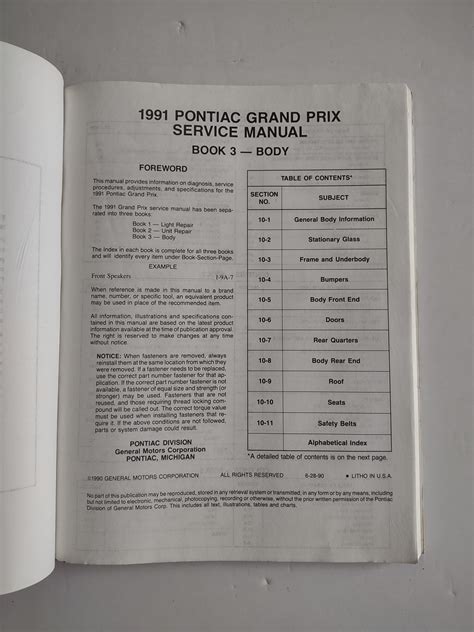 1991 PONTIAC GRAND PRIX
SERVICE MANUAL
BOOK 3 — BODY
FOREWORD
This manual provides information on diagnosis, service
procedures, adjustments, and specifications for the
1991 Pontiac Grand Prix.
The 1991 Grand Prix service manual has been sepa-
rated into three books:
Book 1 — Light Repair
Book 2 — Unit Repair
Book 3 — Body
The Index in each book is complete for all three books
and will identify every item under Book-Section-Page.
EXAMPLE
Front Speakers 1-9A-7
When reference is made in this manual to a brand
name, number, or specific tool, an equivalent product
may be used in place of the recommended item.
All information, illustrations and specifications con-
tained in this manual are based on the latest product
information available at the time of publication approval.
The right is reserved to make changes at any time
without notice.
NOTICE: When fasteners are removed, always
reinstall them at the same location from which they
were removed. If a fastener needs to be replaced,
use the correct part number fastener for that ap-
plication. If the correct part number fastener is not
available, a fastener of equal size and strength (or
stronger) may be used. Fasteners that are not
reused, and those requiring thread locking com-
pound will be called out. The correct torque value
must be used when installing fasteners that re-
quire it. If the above conditions are not followed,
parts or system damage could result.
PONTIAC DIVISION
General Motors Corporation
PONTIAC, MICHIGAN
TABLE OF CONTENTS*
SECTION NO. SUBJECT
10-1 General Body Information
10-2 Stationary Glass
10-3 Frame and Underbody
10-4 Bumpers
10-5 Body Front End
10-6 Doors
10-7 Rear Quarters
10-8 Body Rear End
10-9 Roof
10-10 Seats
10-11 Safety Belts
Alphabetical Index
*A detailed table of contents is on the next page.
©1990 GENERAL MOTORS CORPORATION ALL RIGHTS RESERVED 6-28-90 • LITHO IN U.S.A.
No part of this publication may be reproduced, stored in any retrieval system or transmitted, in any form or by any means, including
but not limited to electronic, mechanical, photocopying, recording or otherwise, without the prior written permission of the Pontiac
Division of General Motors Corp. This includes all text, illustrations, tables and charts.